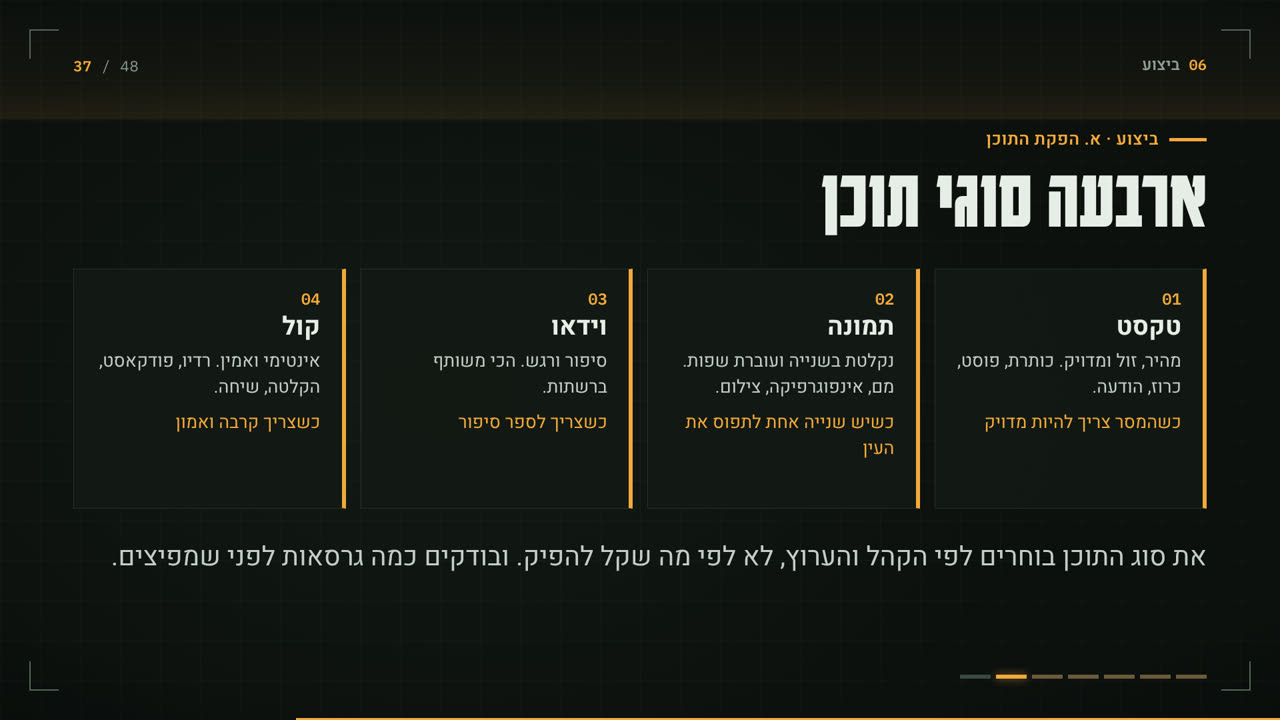 06 ביצוע
37 / 48
ביצוע · א. הפקת התוכן
ארבעה סוגי תוכן
01
טקסט
מהיר, זול ומדויק. כותרת, פוסט,
כרוז, הודעה.
כשהמסר צריך להיות מדויק
02
תמונה
נקלטת בשנייה ועוברת שפות.
מם, אינפוגרפיקה, צילום.
כשיש שנייה אחת לתפוס את
העין
03
וידאו
סיפור ורגש. הכי משותף
ברשתות.
כשצריך לספר סיפור
04
קול
אינטימי ואמין. רדיו, פודקאסט,
הקלטה, שיחה.
כשצריך קרבה ואמון
את סוג התוכן בוחרים לפי הקהל והערוץ, לא לפי מה שקל להפיק. ובודקים כמה גרסאות לפני שמפיצים.